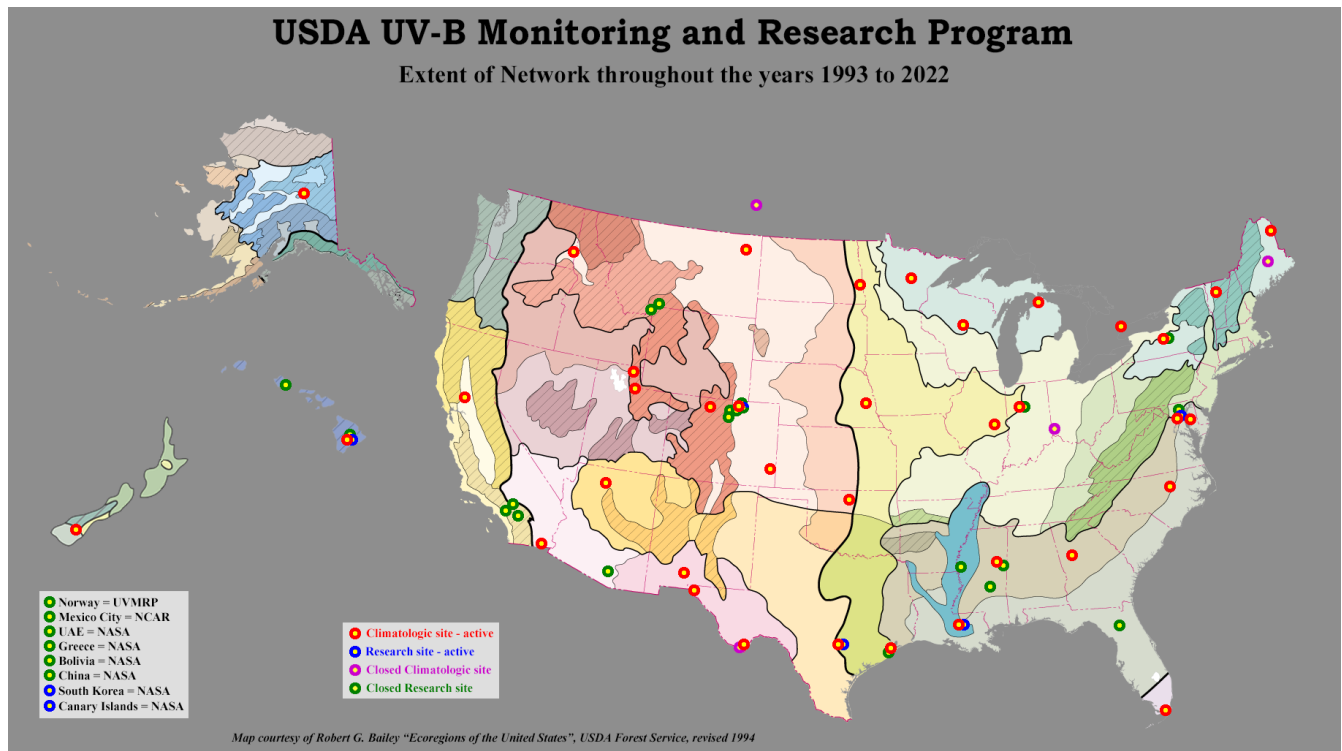 USDA UV-B Monitoring and Research Program
Extent of Network throughout the years 1993 to 2022
Norway = UVMRP
Mexico City = NCAR
UAE = NASA
Greece = NASA
Bolivia = NASA
China = NASA
South Korea = NASA
Canary Islands = NASA
Climatologic site - active
Research site - active
Closed Climatologic site
Closed Research site
Map courtesy of Robert G. Bailey “Ecoregions of the United States”, USDA Forest Service, revised 1994